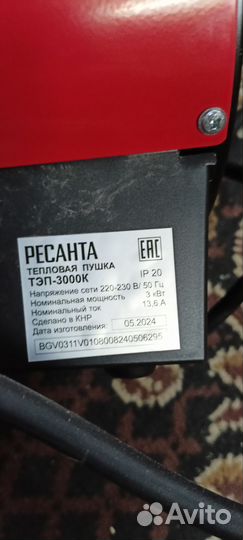 РЕСАНТА
EAC
ТЕПЛОВАЯ ПУШКА
ТЭП-3000К IP 20
Напряжение сети 220-230 В/ 50 Гц
Номинальная мощность 3 кВт
Номинальный ток 13,6 А
Сделано в КНР
Дата изготовления: 05.2024
BGV0311V0108008240506295
Avito